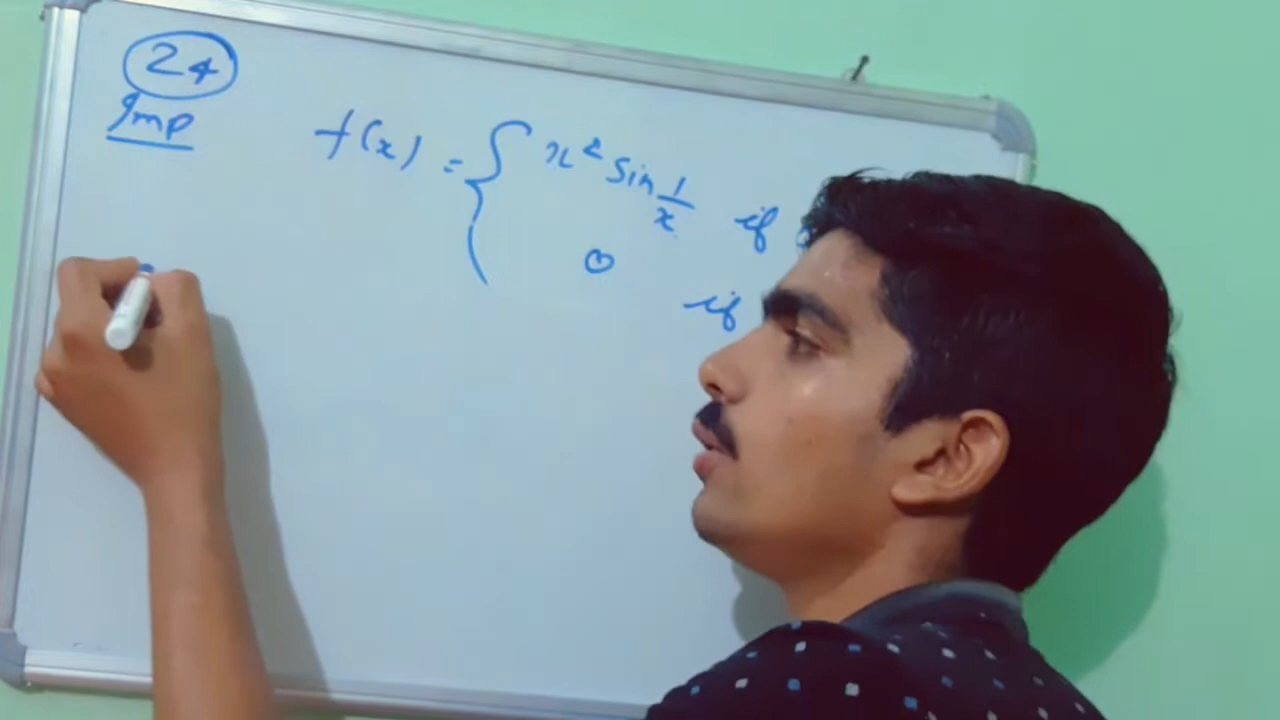 24
Imp
f(x) = { x² sin 1/x if
0 if